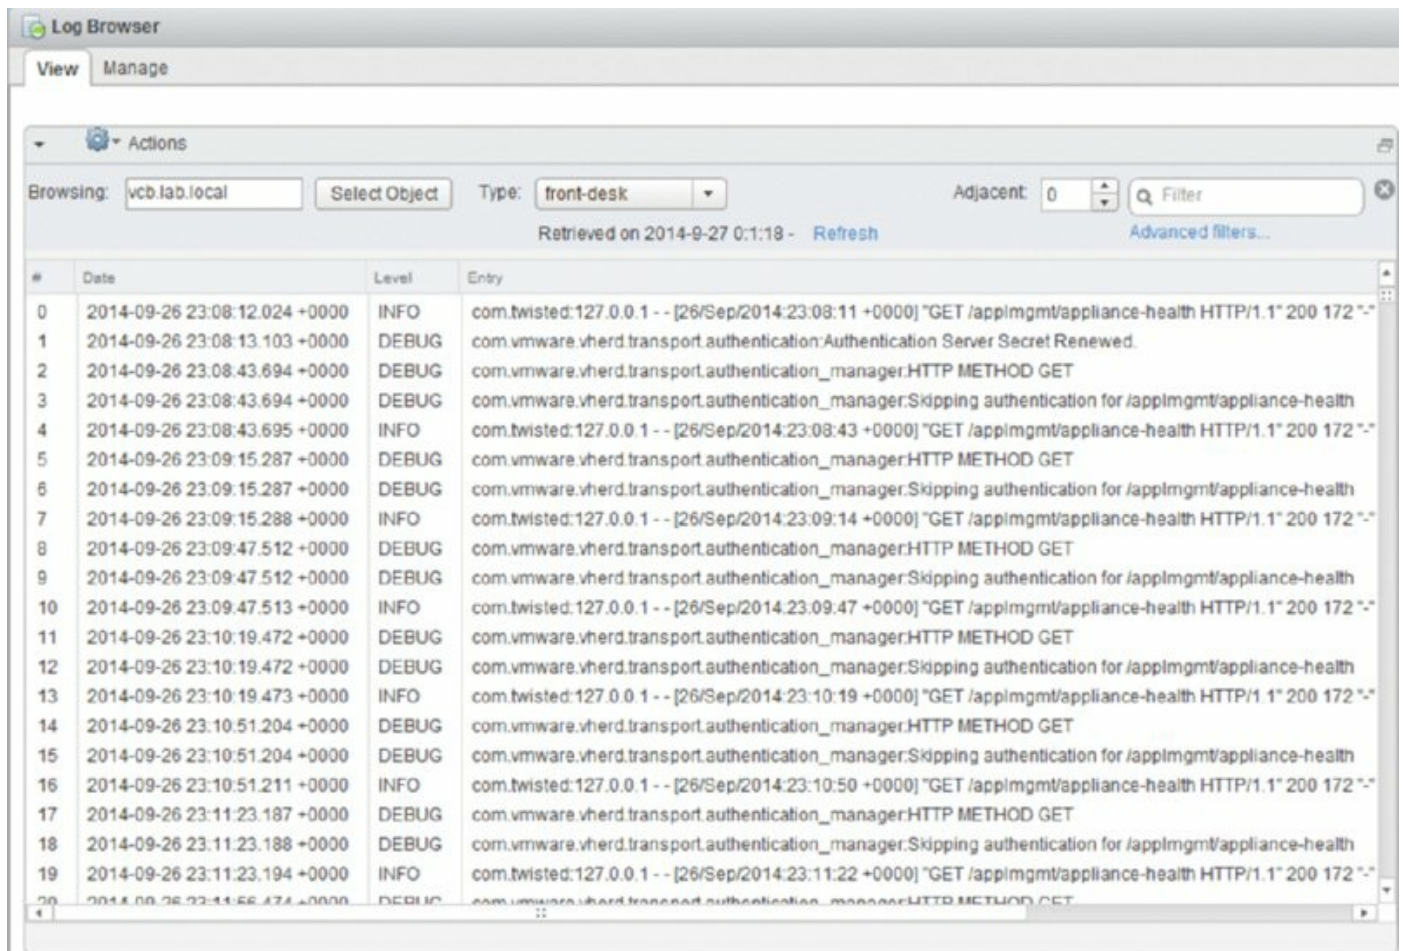 Log Browser
View Manage
Actions
Browsing: vcb.lab.local Select Object Type: front-desk Adjacent: 0 Filter
Retrieved on 2014-9-27 0:1:18 - Refresh Advanced filters...
# Date Level Entry
0 2014-09-26 23:08:12.024 +0000 INFO com.twisted:127.0.0.1 - - [26/Sep/2014:23:08:11 +0000] "GET /applmgmt/appliance-health HTTP/1.1" 200 172 "-"
1 2014-09-26 23:08:13.103 +0000 DEBUG com.vmware.vherd.transport.authentication:Authentication Server Secret Renewed.
2 2014-09-26 23:08:43.694 +0000 DEBUG com.vmware.vherd.transport.authentication_manager:HTTP METHOD GET
3 2014-09-26 23:08:43.694 +0000 DEBUG com.vmware.vherd.transport.authentication_manager:Skipping authentication for /applmgmt/appliance-health
4 2014-09-26 23:08:43.695 +0000 INFO com.twisted:127.0.0.1 - - [26/Sep/2014:23:08:43 +0000] "GET /applmgmt/appliance-health HTTP/1.1" 200 172 "-"
5 2014-09-26 23:09:15.287 +0000 DEBUG com.vmware.vherd.transport.authentication_manager:HTTP METHOD GET
6 2014-09-26 23:09:15.287 +0000 DEBUG com.vmware.vherd.transport.authentication_manager:Skipping authentication for /applmgmt/appliance-health
7 2014-09-26 23:09:15.288 +0000 INFO com.twisted:127.0.0.1 - - [26/Sep/2014:23:09:14 +0000] "GET /applmgmt/appliance-health HTTP/1.1" 200 172 "-"
8 2014-09-26 23:09:47.512 +0000 DEBUG com.vmware.vherd.transport.authentication_manager:HTTP METHOD GET
9 2014-09-26 23:09:47.512 +0000 DEBUG com.vmware.vherd.transport.authentication_manager:Skipping authentication for /applmgmt/appliance-health
10 2014-09-26 23:09:47.513 +0000 INFO com.twisted:127.0.0.1 - - [26/Sep/2014:23:09:47 +0000] "GET /applmgmt/appliance-health HTTP/1.1" 200 172 "-"
11 2014-09-26 23:10:19.472 +0000 DEBUG com.vmware.vherd.transport.authentication_manager:HTTP METHOD GET
12 2014-09-26 23:10:19.472 +0000 DEBUG com.vmware.vherd.transport.authentication_manager:Skipping authentication for /applmgmt/appliance-health
13 2014-09-26 23:10:19.473 +0000 INFO com.twisted:127.0.0.1 - - [26/Sep/2014:23:10:19 +0000] "GET /applmgmt/appliance-health HTTP/1.1" 200 172 "-"
14 2014-09-26 23:10:51.204 +0000 DEBUG com.vmware.vherd.transport.authentication_manager:HTTP METHOD GET
15 2014-09-26 23:10:51.204 +0000 DEBUG com.vmware.vherd.transport.authentication_manager:Skipping authentication for /applmgmt/appliance-health
16 2014-09-26 23:10:51.211 +0000 INFO com.twisted:127.0.0.1 - - [26/Sep/2014:23:10:50 +0000] "GET /applmgmt/appliance-health HTTP/1.1" 200 172 "-"
17 2014-09-26 23:11:23.187 +0000 DEBUG com.vmware.vherd.transport.authentication_manager:HTTP METHOD GET
18 2014-09-26 23:11:23.188 +0000 DEBUG com.vmware.vherd.transport.authentication_manager:Skipping authentication for /applmgmt/appliance-health
19 2014-09-26 23:11:23.194 +0000 INFO com.twisted:127.0.0.1 - - [26/Sep/2014:23:11:22 +0000] "GET /applmgmt/appliance-health HTTP/1.1" 200 172 "-"
20 2014-09-26 23:11:56.474 +0000 DEBUG com.vmware.vherd.transport.authentication_manager:HTTP METHOD GET